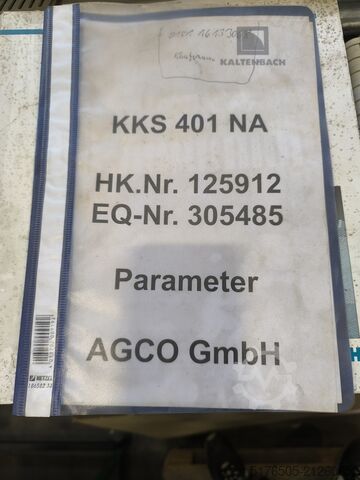 KALTENBACH
KKS 401 NA
HK.Nr. 125912
EQ-Nr. 305485
Parameter
AGCO GmbH